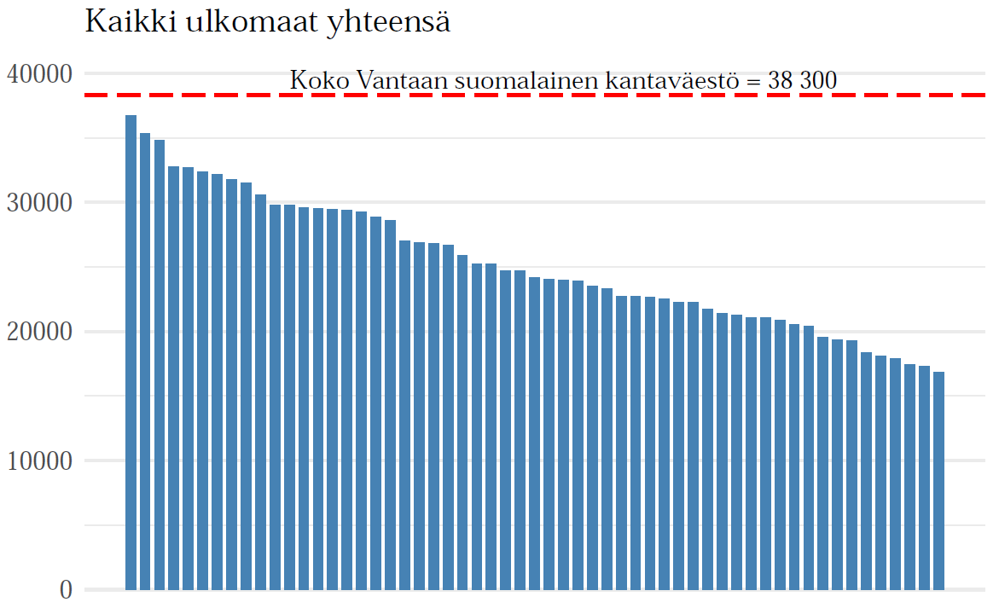 Kaikki ulkomaat yhteensä
40000
Koko Vantaan suomalainen kantaväestö = 38 300
30000
20000
10000
0